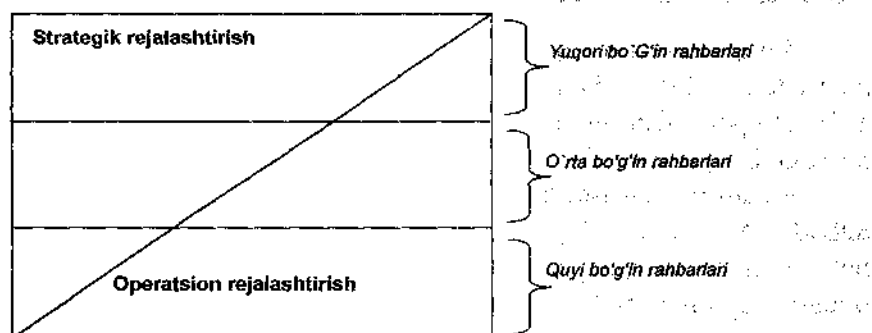 Strategik rejalashtirish
Yuqori bo`G'in rahbarlari
O`rta bo'g'in rahbarlari
Operatsion rejalashtirish
Quyi bo'g'in rahbarlari